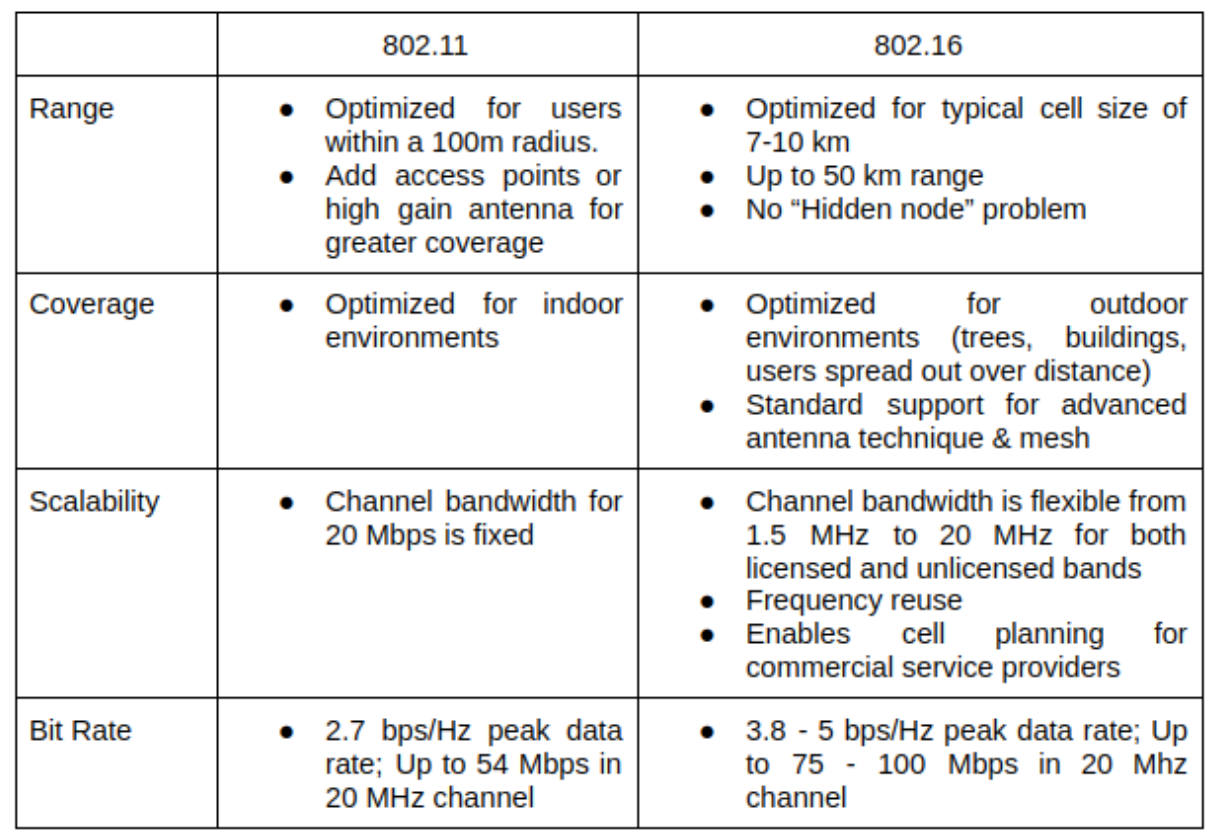 802.11
802.16
Range
● Optimized for users
within a 100m radius.
● Add access points or
high gain antenna for
greater coverage
● Optimized for typical cell size of
7-10 km
● Up to 50 km range
● No “Hidden node” problem
Coverage
● Optimized for indoor
environments
● Optimized for outdoor
environments (trees, buildings,
users spread out over distance)
● Standard support for advanced
antenna technique & mesh
Scalability
● Channel bandwidth for
20 Mbps is fixed
● Channel bandwidth is flexible from
1.5 MHz to 20 MHz for both
licensed and unlicensed bands
● Frequency reuse
● Enables cell planning for
commercial service providers
Bit Rate
● 2.7 bps/Hz peak data
rate; Up to 54 Mbps in
20 MHz channel
● 3.8 - 5 bps/Hz peak data rate; Up
to 75 - 100 Mbps in 20 Mhz
channel